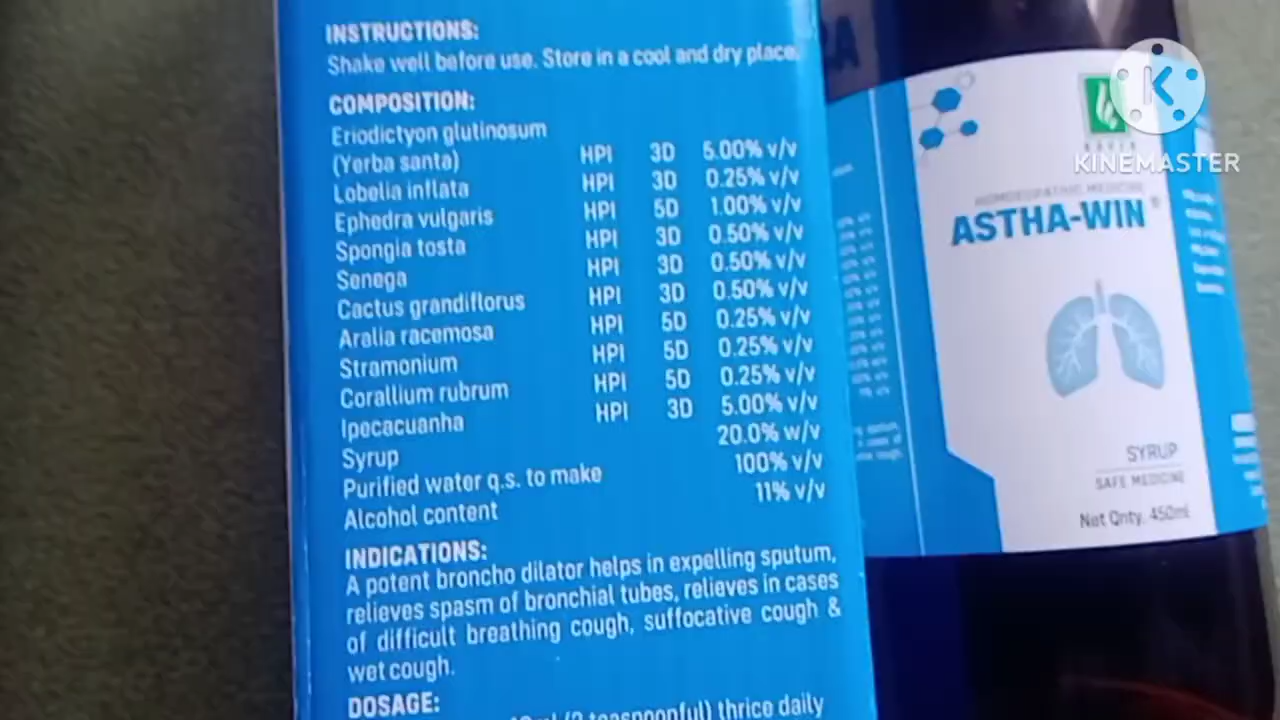 INSTRUCTIONS:
Shake well before use. Store in a cool and dry place.
COMPOSITION:
Eriodictyon glutinosum
(Yerba santa) HPI 3D 5.00% v/v
Lobelia inflata HPI 3D 0.25% v/v
Ephedra vulgaris HPI 5D 1.00% v/v
Spongia tosta HPI 3D 0.50% v/v
Senega HPI 3D 0.50% v/v
Cactus grandiflorus HPI 3D 0.50% v/v
Aralia racemosa HPI 5D 0.25% v/v
Stramonium HPI 5D 0.25% v/v
Corallium rubrum HPI 5D 0.25% v/v
Ipecacuanha HPI 3D 5.00% v/v
Syrup 20.0% w/v
Purified water q.s. to make 100% v/v
Alcohol content 11% v/v
INDICATIONS:
A potent broncho dilator helps in expelling sputum,
relieves spasm of bronchial tubes, relieves in cases
of difficult breathing cough, suffocative cough &
wet cough.
DOSAGE:
(2 teaspoonful) thrice daily
KINEMASTER
HOMOEOPATHIC MEDICINE
ASTHA-WIN®
SYRUP
SAFE MEDICINE
Net Qnty. 450ml